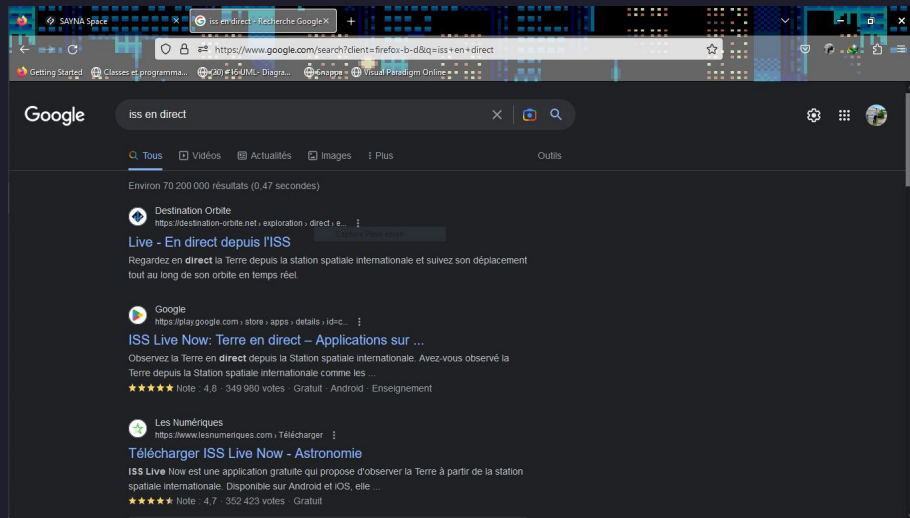 SAYNA Space
iss en direct - Recherche Google
https://www.google.com/search?client=firefox-b-d&q=iss+en+direct
Getting Started
Classes et programma...
(30) #16 UML - Diagra...
Snappa
Visual Paradigm Online
Google
iss en direct
Tous
Vidéos
Actualités
Images
Plus
Outils
Environ 70 200 000 résultats (0,47 secondes)
Destination Orbite
https://destination-orbite.net › exploration › direct › e...
Live - En direct depuis l'ISS
Regardez en direct la Terre depuis la station spatiale internationale et suivez son déplacement
tout au long de son orbite en temps réel.
Google
https://play.google.com › store › apps › details › id=c...
ISS Live Now: Terre en direct – Applications sur ...
Observez la Terre en direct depuis la Station spatiale internationale. Avez-vous observé la
Terre depuis la Station spatiale internationale comme les ...
Note : 4,8 · 349 980 votes · Gratuit · Android · Enseignement
Les Numériques
https://www.lesnumeriques.com › Télécharger
Télécharger ISS Live Now - Astronomie
ISS Live Now est une application gratuite qui propose d'observer la Terre à partir de la station
spatiale internationale. Disponible sur Android et iOS, elle ...
Note : 4,7 · 352 423 votes · Gratuit